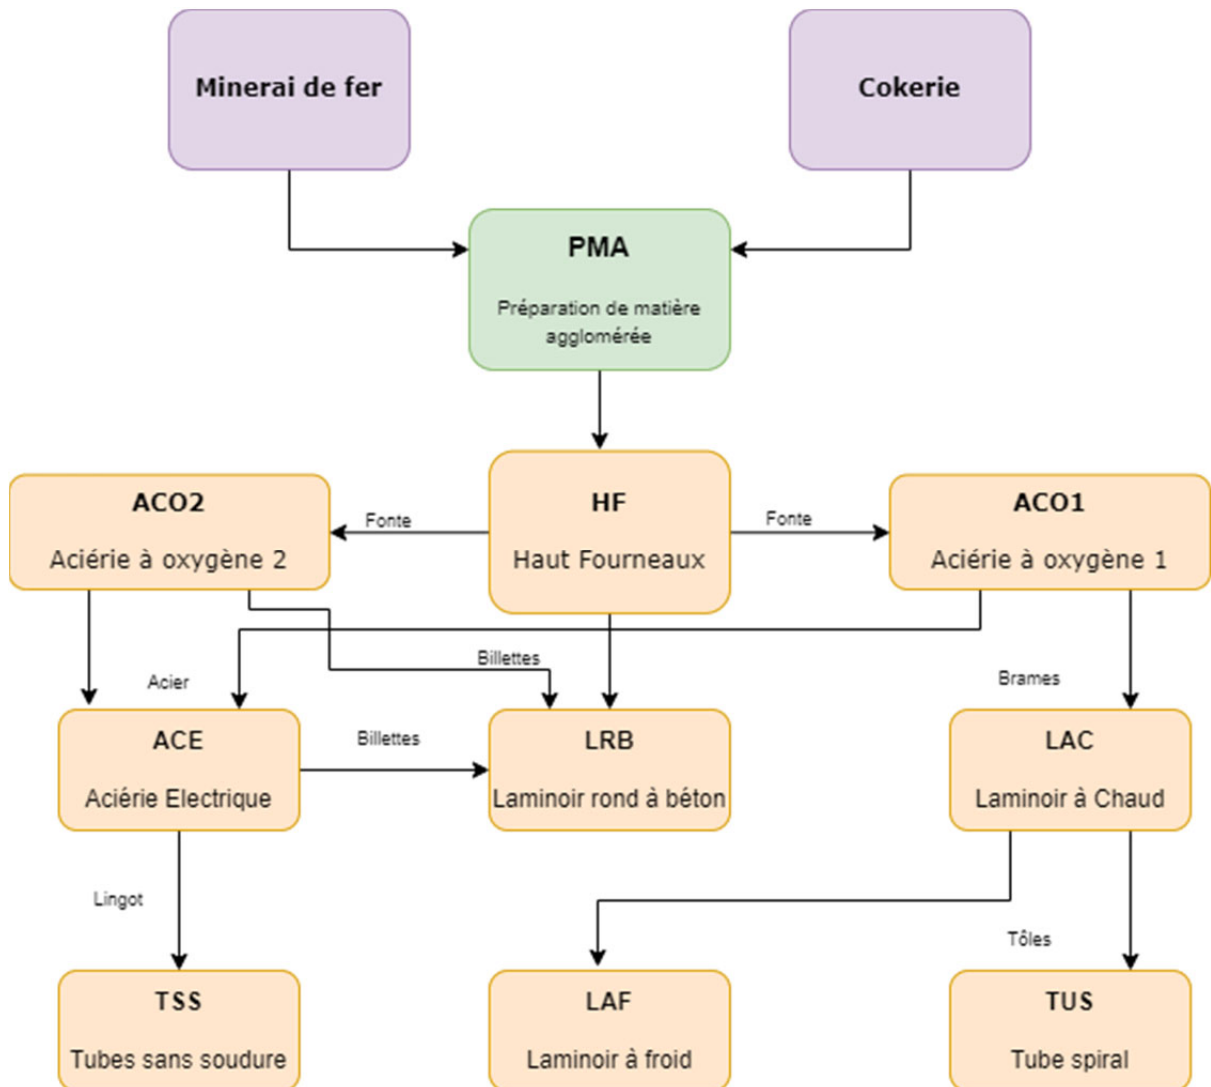 Minerai de fer
Cokerie
PMA
Préparation de matière
agglomérée
ACO2
Aciérie à oxygène 2
Fonte
HF
Haut Fourneaux
Fonte
ACO1
Aciérie à oxygène 1
Acier
Billettes
Brames
ACE
Aciérie Electrique
Billettes
LRB
Laminoir rond à béton
LAC
Laminoir à Chaud
Lingot
Tôles
TSS
Tubes sans soudure
LAF
Laminoir à froid
TUS
Tube spiral